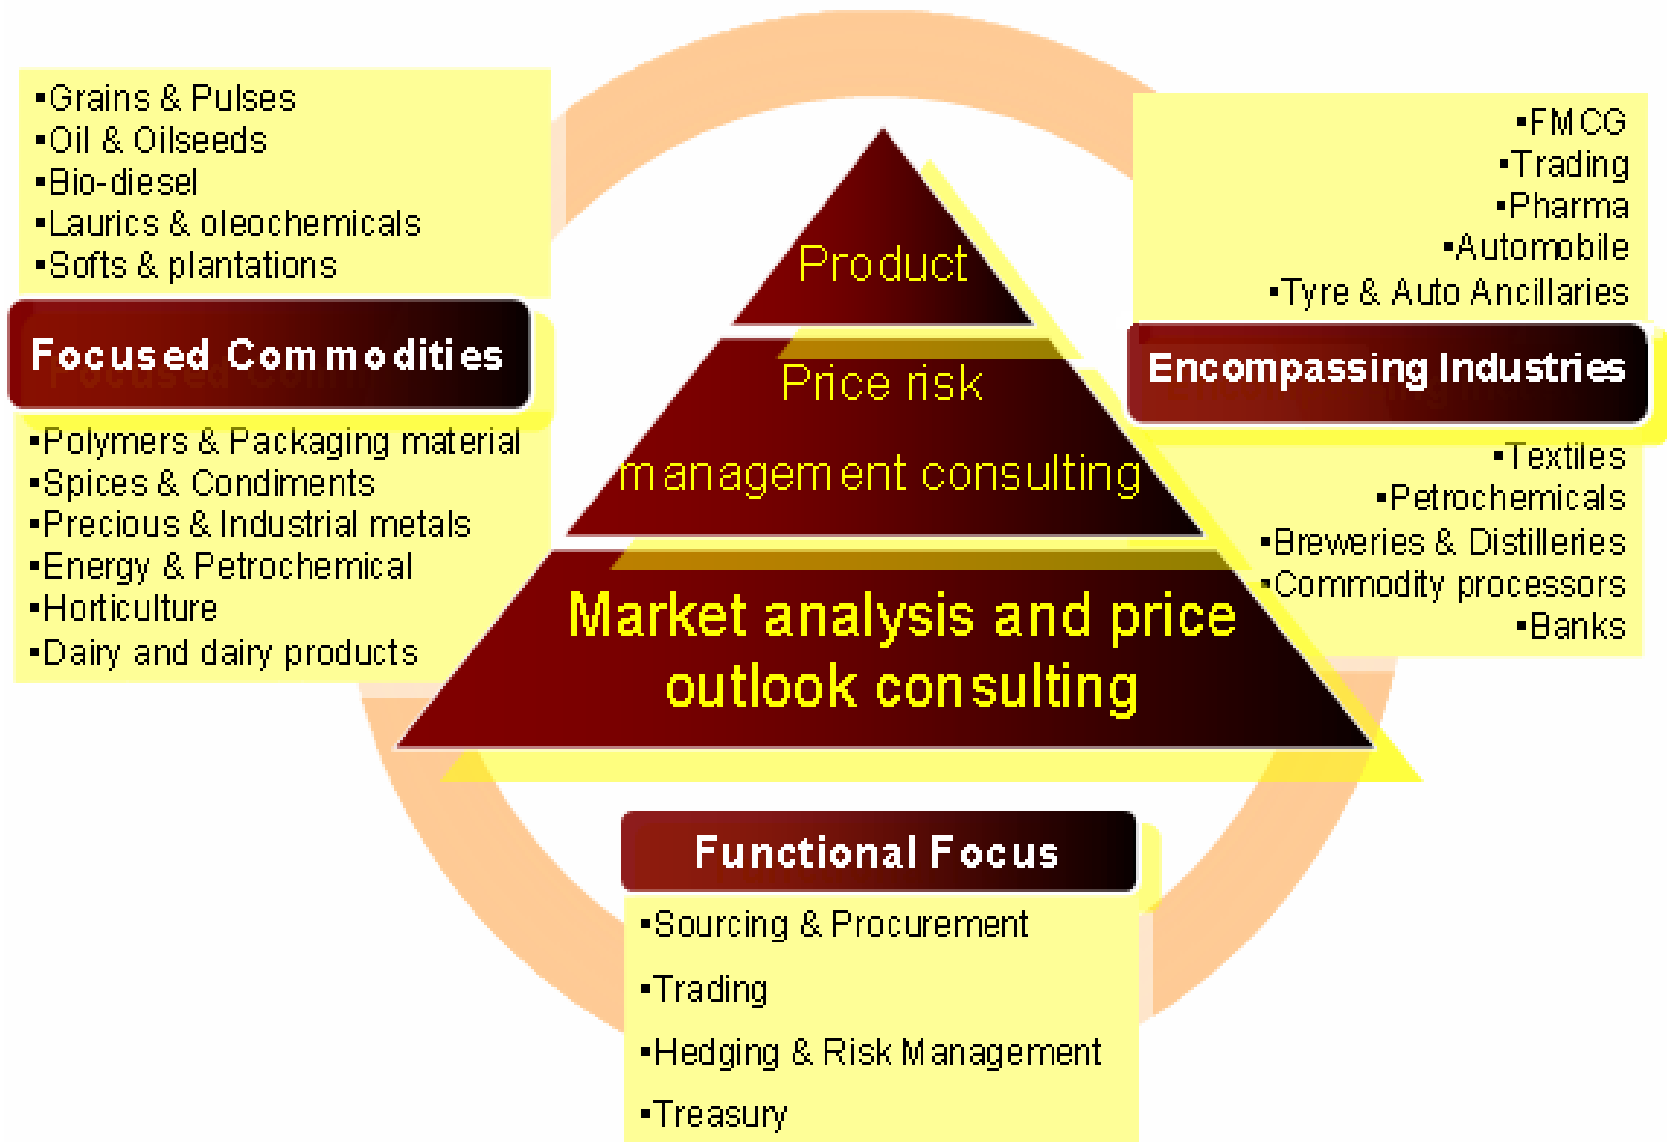 ▪Grains & Pulses
▪Oil & Oilseeds
▪Bio-diesel
▪Laurics & oleochemicals
▪Softs & plantations
Focused Commodities
▪Polymers & Packaging material
▪Spices & Condiments
▪Precious & Industrial metals
▪Energy & Petrochemical
▪Horticulture
▪Dairy and dairy products
Product
Price risk
management consulting
Market analysis and price
outlook consulting
▪FMCG
▪Trading
▪Pharma
▪Automobile
▪Tyre & Auto Ancillaries
Encompassing Industries
▪Textiles
▪Petrochemicals
▪Breweries & Distilleries
▪Commodity processors
▪Banks
Functional Focus
▪Sourcing & Procurement
▪Trading
▪Hedging & Risk Management
▪Treasury